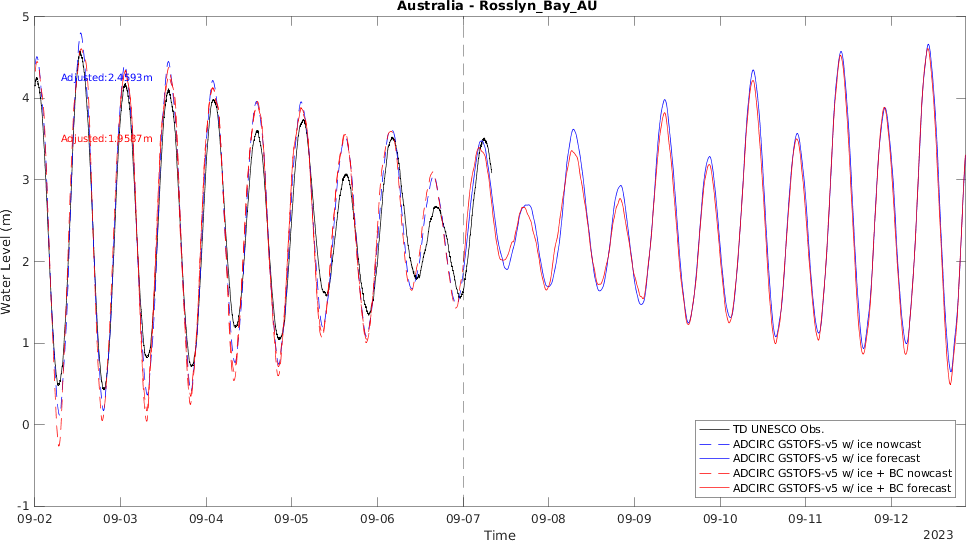 Australia - Rosslyn_Bay_AU
5
4
3
2
1
0
-1
Water Level (m)
Adjusted:2.4593m
Adjusted:1.9587m
TD UNESCO Obs.
ADCIRC GSTOFS-v5 w/ ice nowcast
ADCIRC GSTOFS-v5 w/ ice forecast
ADCIRC GSTOFS-v5 w/ ice + BC nowcast
ADCIRC GSTOFS-v5 w/ ice + BC forecast
09-02 09-03 09-04 09-05 09-06 09-07 09-08 09-09 09-10 09-11 09-12
Time
2023